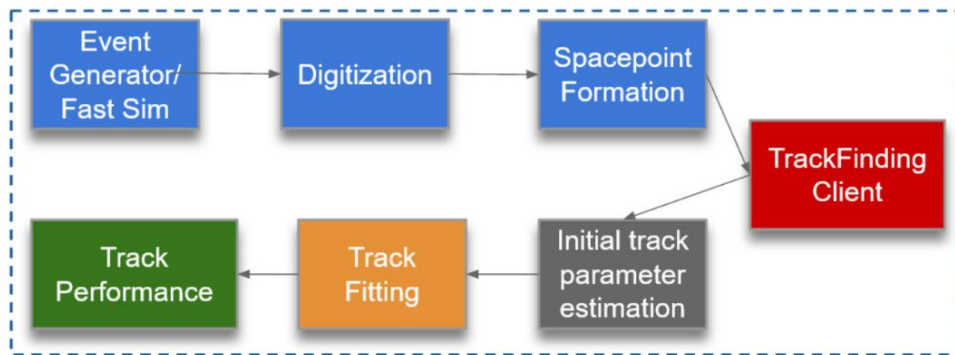 Event
Generator/
Fast Sim
Digitization
Spacepoint
Formation
TrackFinding
Client
Initial track
parameter
estimation
Track
Fitting
Track
Performance